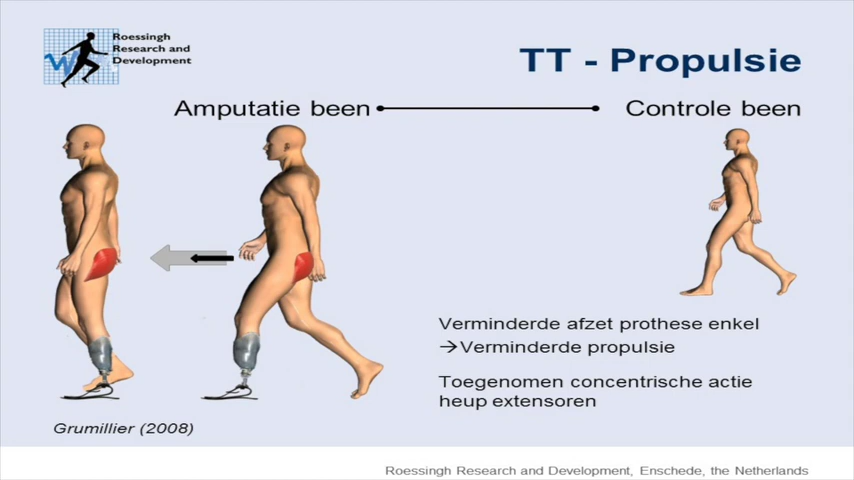 Roessingh
Research and
Development
TT - Propulsie
Amputatie been
Controle been
Verminderde afzet prothese enkel
→Verminderde propulsie
Toegenomen concentrische actie
heup extensoren
Grumillier (2008)
Roessingh Research and Development, Enschede, the Netherlands